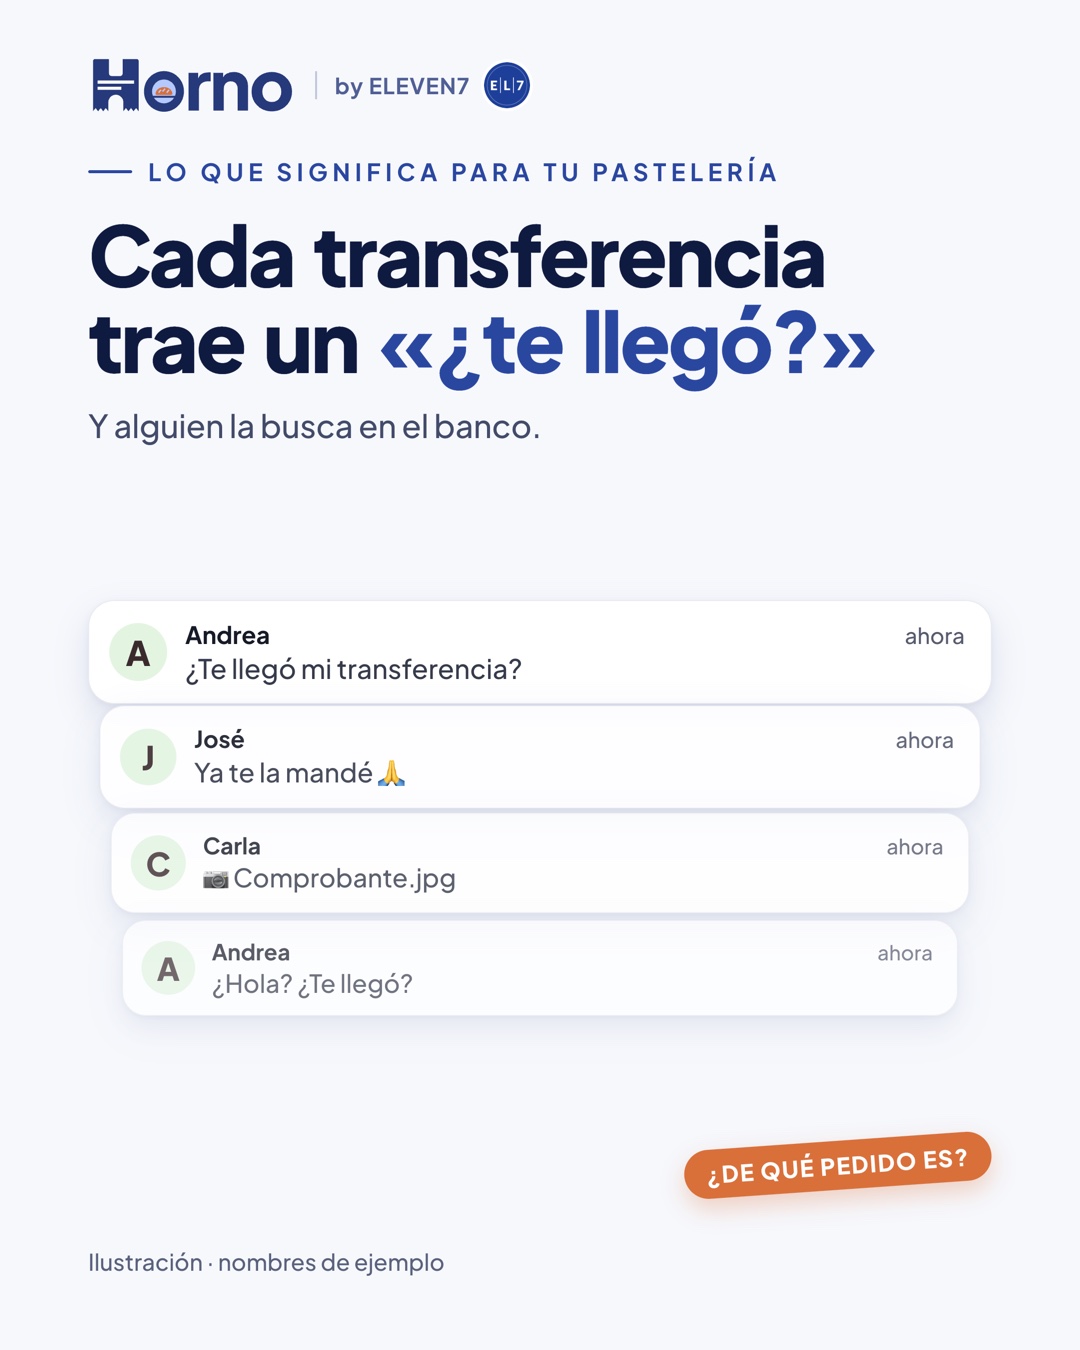 Horno
by ELEVEN7
E|L|7
LO QUE SIGNIFICA PARA TU PASTELERÍA
Cada transferencia
trae un «¿te llegó?»
Y alguien la busca en el banco.
A
Andrea
ahora
¿Te llegó mi transferencia?
J
José
ahora
Ya te la mandé 🙏
C
Carla
ahora
📷 Comprobante.jpg
A
Andrea
ahora
¿Hola? ¿Te llegó?
¿DE QUÉ PEDIDO ES?
Ilustración · nombres de ejemplo